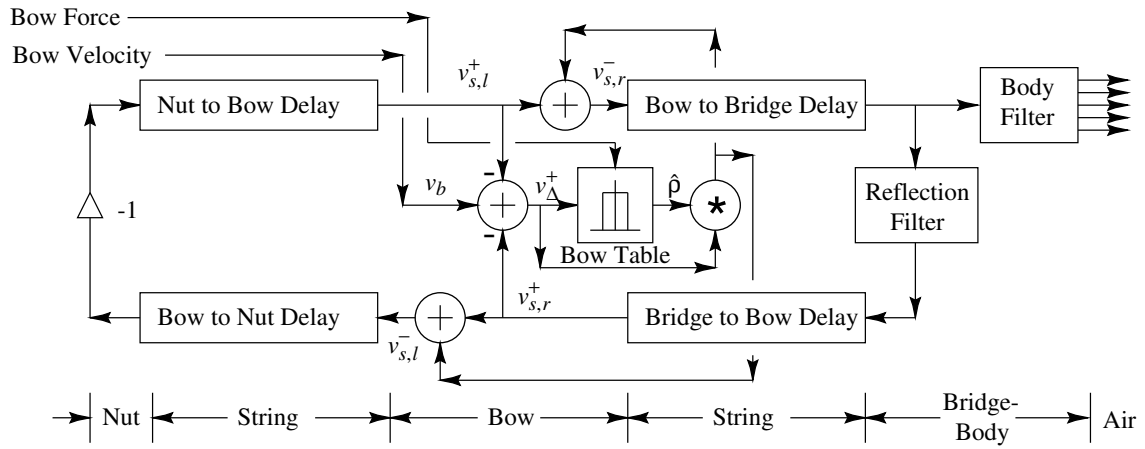 Bow Force
Bow Velocity
v⁺s,l
v⁻s,r
Nut to Bow Delay
+
Bow to Bridge Delay
Body
Filter
-
-1
v_b
+
v⁺Δ
ρ̂
*
Reflection
Filter
-
Bow Table
v⁺s,r
Bow to Nut Delay
+
Bridge to Bow Delay
v⁻s,l
Nut
String
Bow
String
Bridge-
Body
Air